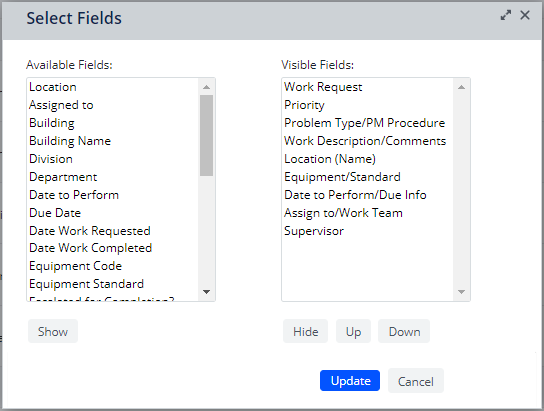 Select Fields
Available Fields:
Location
Assigned to
Building
Building Name
Division
Department
Date to Perform
Due Date
Date Work Requested
Date Work Completed
Equipment Code
Equipment Standard
Escalated for Completion?
Show
Visible Fields:
Work Request
Priority
Problem Type/PM Procedure
Work Description/Comments
Location (Name)
Equipment/Standard
Date to Perform/Due Info
Assign to/Work Team
Supervisor
Hide Up Down
Update Cancel